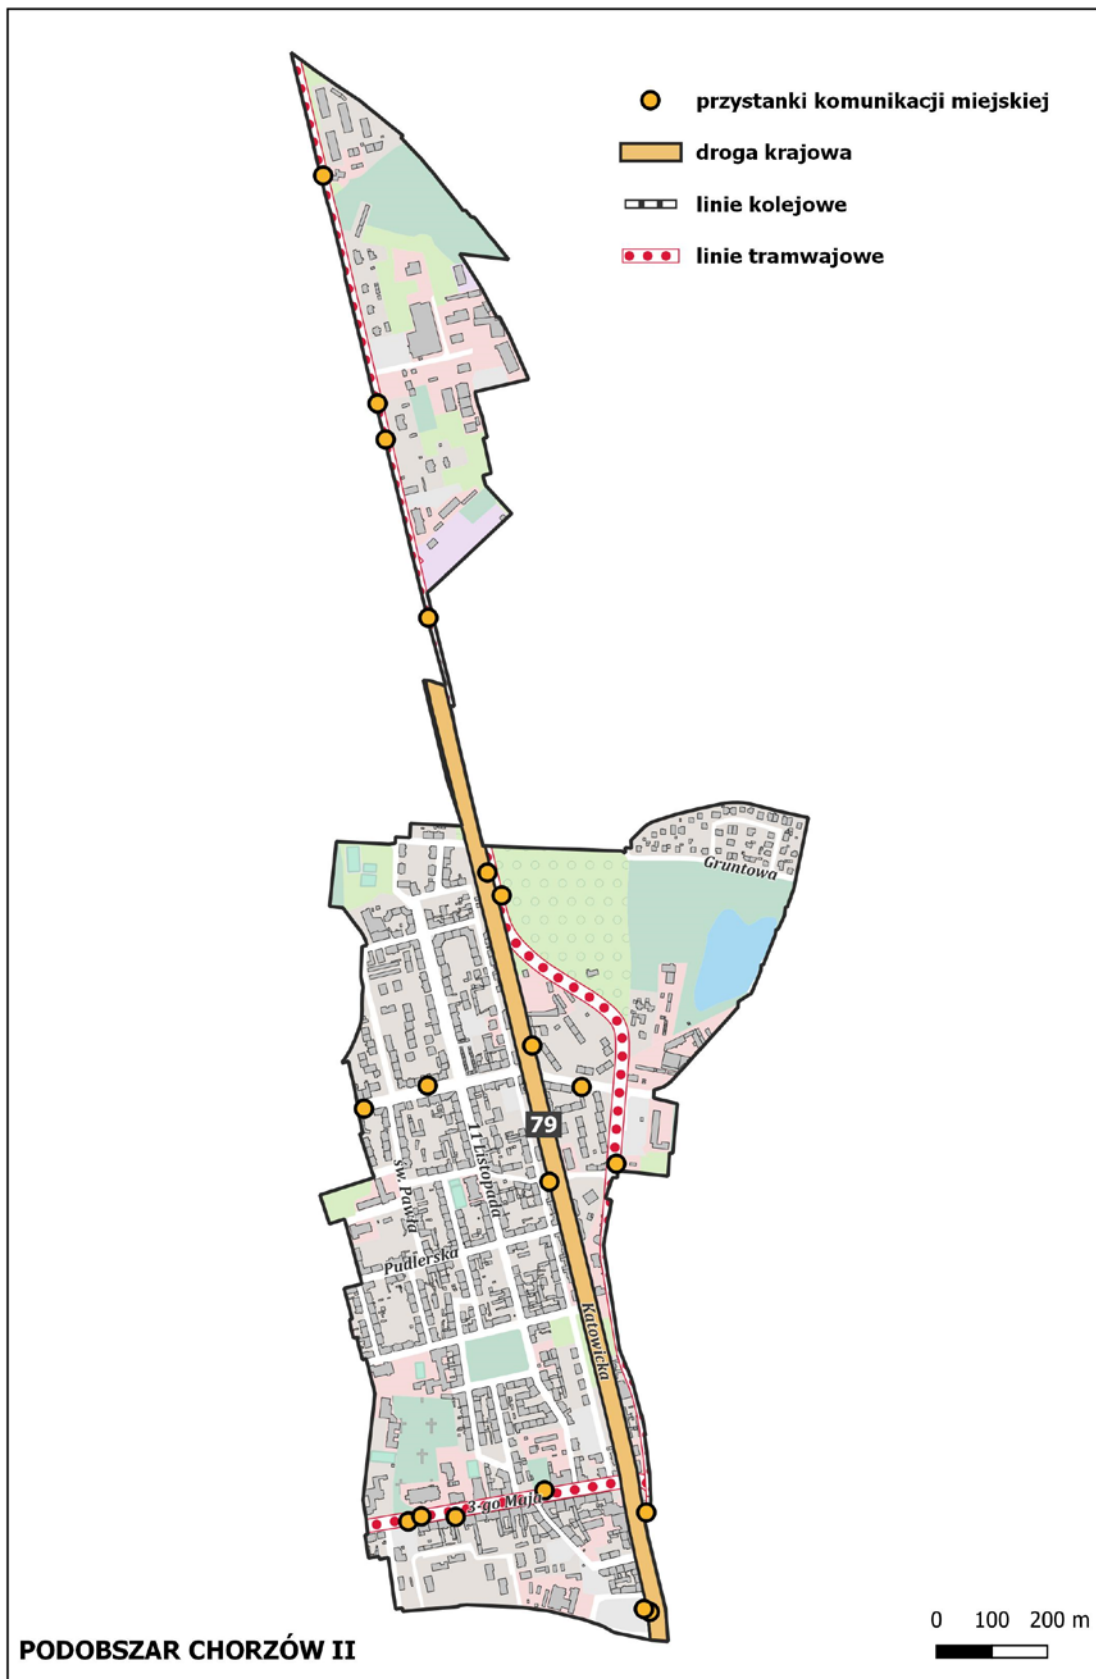 przystanki komunikacji miejskiej
droga krajowa
linie kolejowe
linie tramwajowe
Gruntowa
79
11 Listopada
św. Pawła
Pudlerska
Katowicka
3-go Maja
0 100 200 m
PODOBSZAR CHORZÓW II